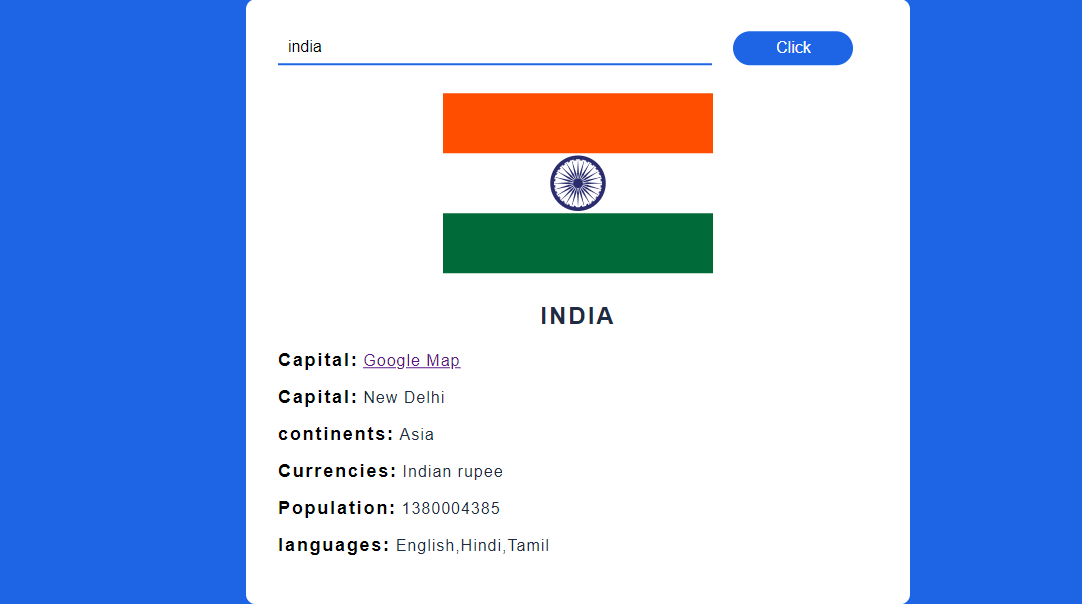 india
Click
INDIA
Capital: Google Map
Capital: New Delhi
continents: Asia
Currencies: Indian rupee
Population: 1380004385
languages: English,Hindi,Tamil